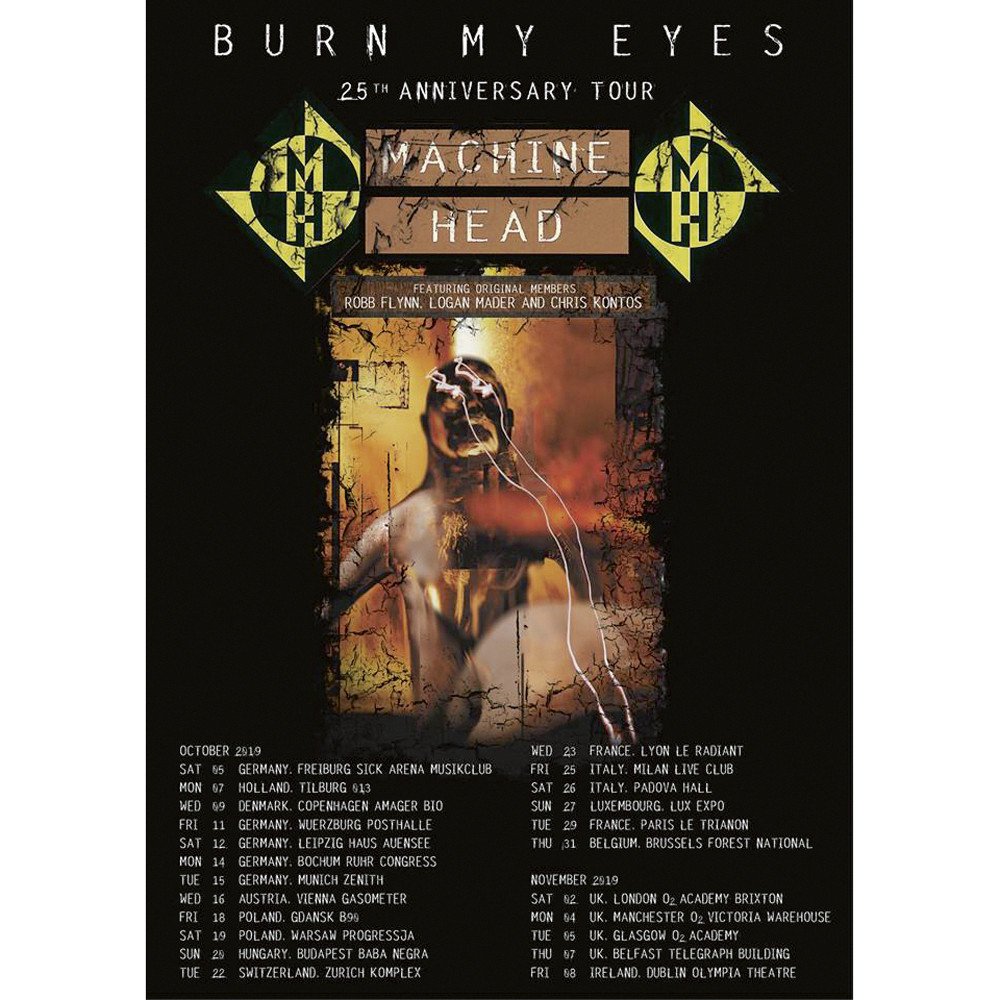 BURN MY EYES
25TH ANNIVERSARY TOUR
MH
MACHINE
HEAD
MH
FEATURING ORIGINAL MEMBERS
ROBB FLYNN. LOGAN MADER AND CHRIS KONTOS
OCTOBER 2019
SAT 05 GERMANY. FREIBURG SICK ARENA MUSIKCLUB
MON 07 HOLLAND. TILBURG 013
WED 09 DENMARK. COPENHAGEN AMAGER BIO
FRI 11 GERMANY. WUERZBURG POSTHALLE
SAT 12 GERMANY. LEIPZIG HAUS AUENSEE
MON 14 GERMANY. BOCHUM RUHR CONGRESS
TUE 15 GERMANY. MUNICH ZENITH
WED 16 AUSTRIA. VIENNA GASOMETER
FRI 18 POLAND. GDANSK B90
SAT 19 POLAND. WARSAW PROGRESSJA
SUN 20 HUNGARY. BUDAPEST BABA NEGRA
TUE 22 SWITZERLAND. ZURICH KOMPLEX
WED 23 FRANCE. LYON LE RADIANT
FRI 25 ITALY. MILAN LIVE CLUB
SAT 26 ITALY. PADOVA HALL
SUN 27 LUXEMBOURG. LUX EXPO
TUE 29 FRANCE. PARIS LE TRIANON
THU 31 BELGIUM. BRUSSELS FOREST NATIONAL
NOVEMBER 2019
SAT 02 UK. LONDON O2 ACADEMY BRIXTON
MON 04 UK. MANCHESTER O2 VICTORIA WAREHOUSE
TUE 05 UK. GLASGOW O2 ACADEMY
THU 07 UK. BELFAST TELEGRAPH BUILDING
FRI 08 IRELAND. DUBLIN OLYMPIA THEATRE